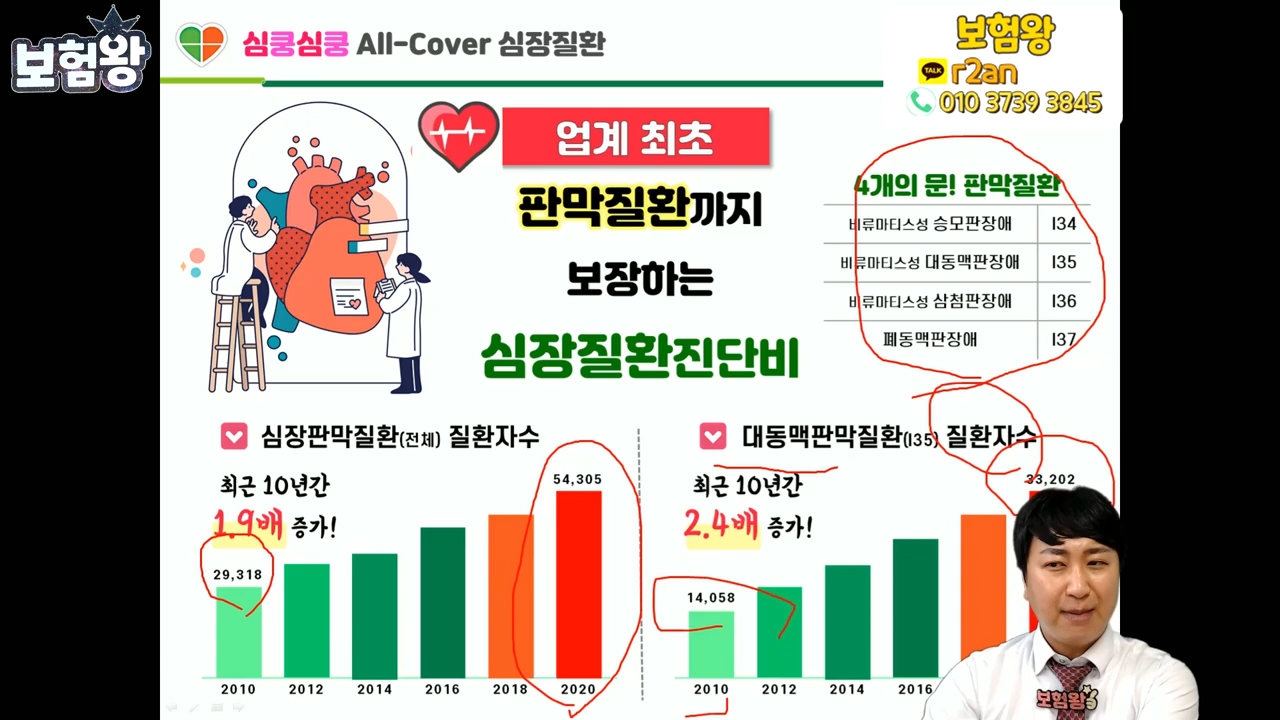 보험왕
심쿵심쿵 All-Cover 심장질환
보험왕
TALK r2an
010 3739 3845
업계 최초
판막질환까지
보장하는
심장질환진단비
4개의 문! 판막질환
비류마티스성 승모판장애 I34
비류마티스성 대동맥판장애 I35
비류마티스성 삼첨판장애 I36
폐동맥판장애 I37
심장판막질환(전체) 질환자수
최근 10년간
1.9배 증가!
29,318
54,305
2010 2012 2014 2016 2018 2020
대동맥판막질환(I35) 질환자수
최근 10년간
2.4배 증가!
14,058
33,202
2010 2012 2014 2016
보험왕